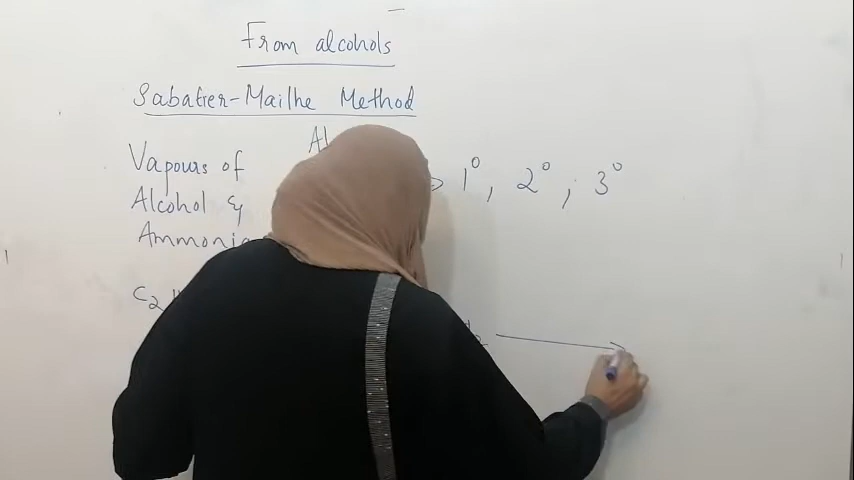 From alcohols
Sabatier-Mailhe Method
Al
Vapours of
Alcohol &
Ammonia
1°, 2°, 3°
C2